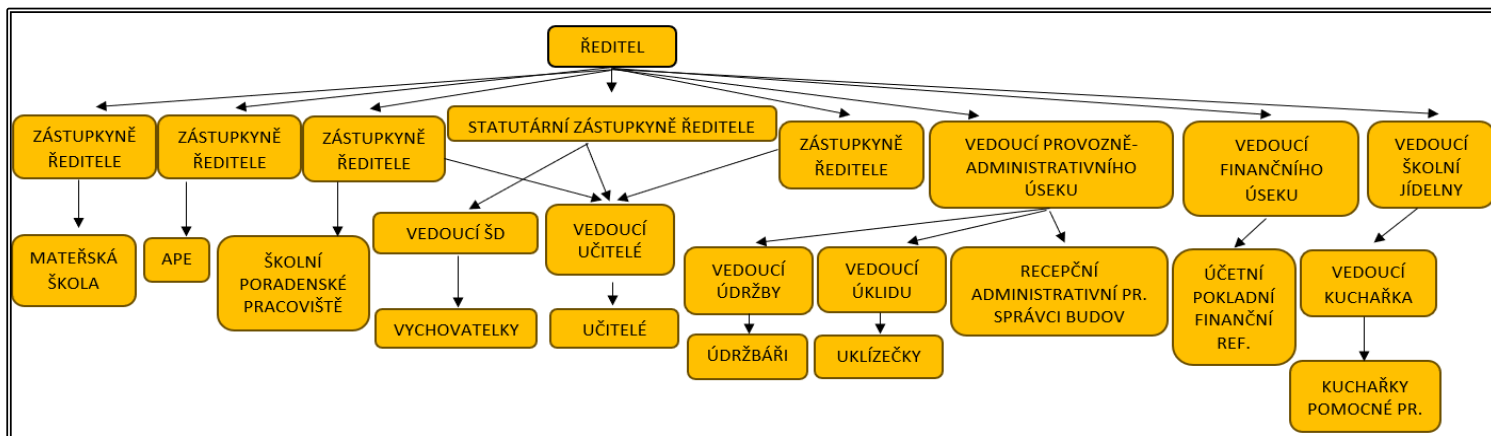 ŘEDITEL
ZÁSTUPKYNĚ
ŘEDITELE
ZÁSTUPKYNĚ
ŘEDITELE
ZÁSTUPKYNĚ
ŘEDITELE
STATUTÁRNÍ ZÁSTUPKYNĚ ŘEDITELE
ZÁSTUPKYNĚ
ŘEDITELE
VEDOUCÍ PROVOZNĚ-
ADMINISTRATIVNÍHO
ÚSEKU
VEDOUCÍ
FINANČNÍHO
ÚSEKU
VEDOUCÍ
ŠKOLNÍ
JÍDELNY
MATEŘSKÁ
ŠKOLA
APE
ŠKOLNÍ
PORADENSKÉ
PRACOVIŠTĚ
VEDOUCÍ ŠD
VEDOUCÍ
UČITELÉ
VEDOUCÍ
ÚDRŽBY
VEDOUCÍ
ÚKLIDU
RECEPČNÍ
ADMINISTRATIVNÍ PR.
SPRÁVCI BUDOV
ÚČETNÍ
POKLADNÍ
FINANČNÍ
REF.
VEDOUCÍ
KUCHAŘKA
VYCHOVATELKY
UČITELÉ
ÚDRŽBÁŘI
UKLÍZEČKY
KUCHAŘKY
POMOCNÉ PR.